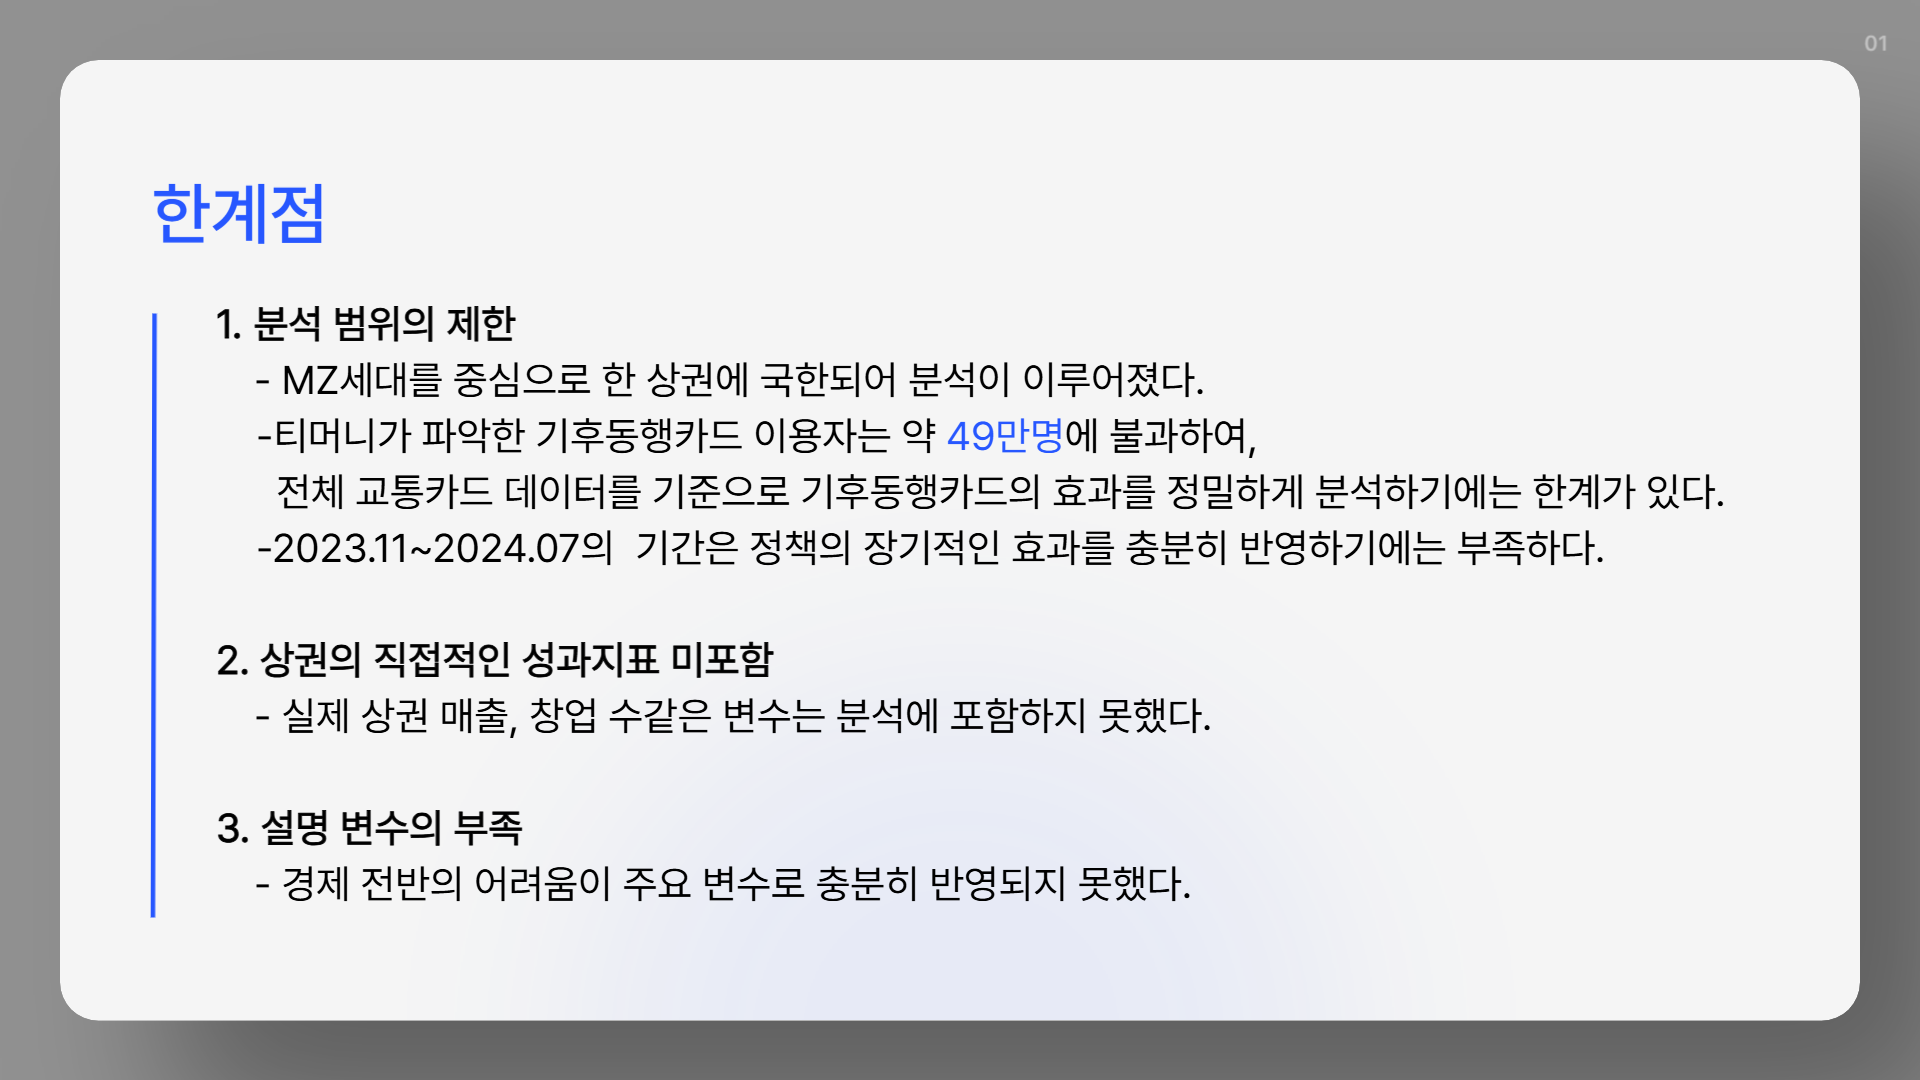 01
한계점
1. 분석 범위의 제한
- MZ세대를 중심으로 한 상권에 국한되어 분석이 이루어졌다.
-티머니가 파악한 기후동행카드 이용자는 약 49만명에 불과하여,
전체 교통카드 데이터를 기준으로 기후동행카드의 효과를 정밀하게 분석하기에는 한계가 있다.
-2023.11~2024.07의  기간은 정책의 장기적인 효과를 충분히 반영하기에는 부족하다.
2. 상권의 직접적인 성과지표 미포함
- 실제 상권 매출, 창업 수같은 변수는 분석에 포함하지 못했다.
3. 설명 변수의 부족
- 경제 전반의 어려움이 주요 변수로 충분히 반영되지 못했다.